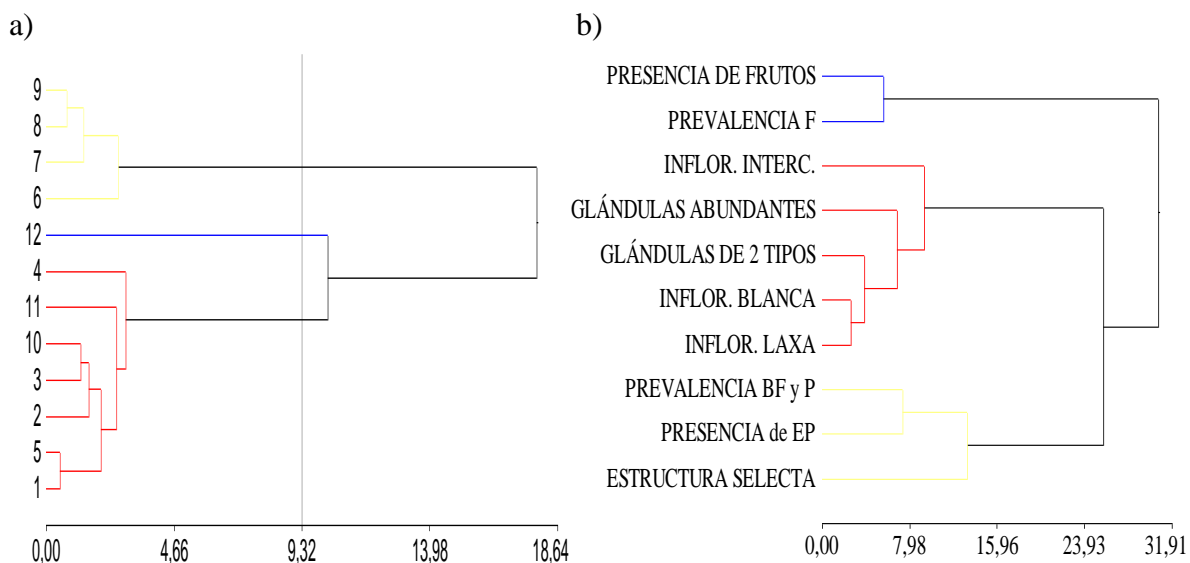 a)
9
8
7
6
12
4
11
10
3
2
5
1
0,00 4,66 9,32 13,98 18,64
b)
PRESENCIA DE FRUTOS
PREVALENCIA F
INFLOR. INTERC.
GLÁNDULAS ABUNDANTES
GLÁNDULAS DE 2 TIPOS
INFLOR. BLANCA
INFLOR. LAXA
PREVALENCIA BF y P
PRESENCIA de EP
ESTRUCTURA SELECTA
0,00 7,98 15,96 23,93 31,91